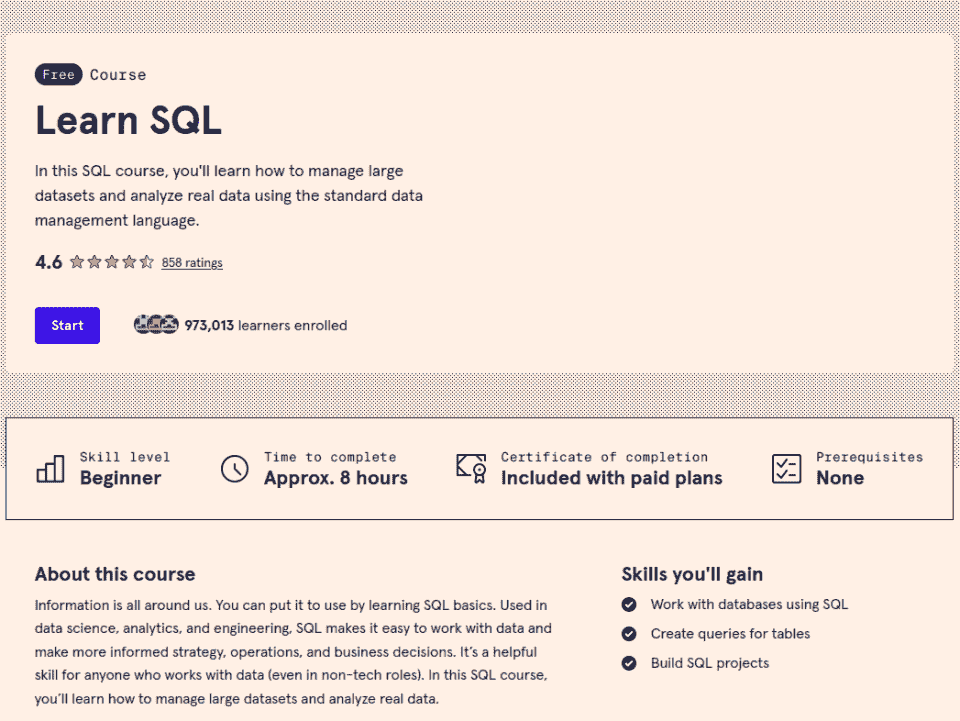 Free Course
Learn SQL
In this SQL course, you'll learn how to manage large
datasets and analyze real data using the standard data
management language.
4.6 858 ratings
Start 973,013 learners enrolled
Skill level
Beginner
Time to complete
Approx. 8 hours
Certificate of completion
Included with paid plans
Prerequisites
None
About this course
Information is all around us. You can put it to use by learning SQL basics. Used in
data science, analytics, and engineering, SQL makes it easy to work with data and
make more informed strategy, operations, and business decisions. It’s a helpful
skill for anyone who works with data (even in non-tech roles). In this SQL course,
you’ll learn how to manage large datasets and analyze real data.
Skills you'll gain
Work with databases using SQL
Create queries for tables
Build SQL projects